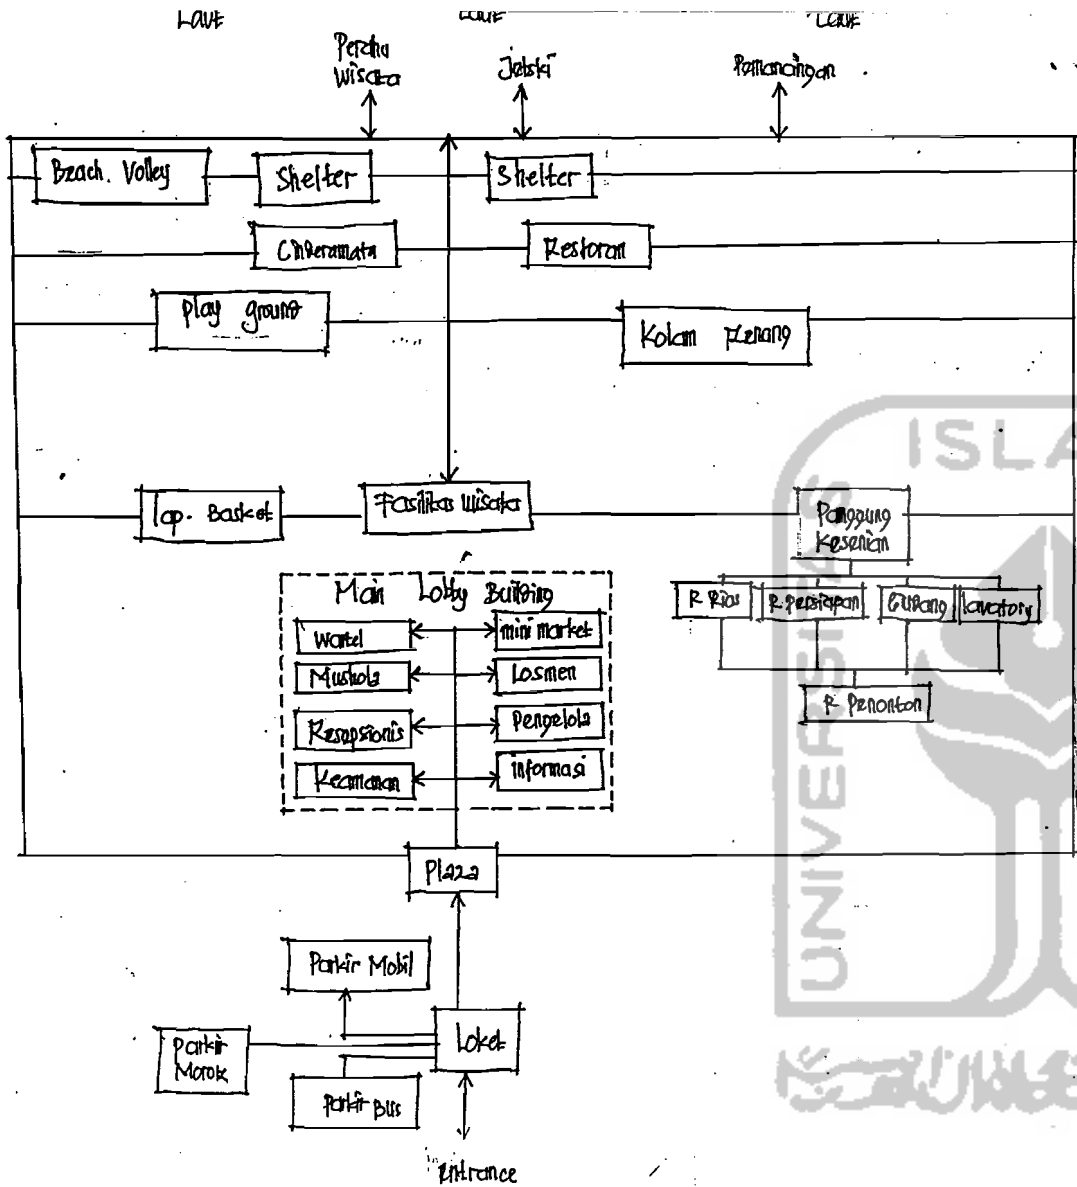 Laut Laut Laut
Perahu
Wisata
Jetski
Pemancingan
Beach. Volley
Shelter
Shelter
Cinderamata
Restoran
Play ground
Kolam Renang
lap. Basket
Fasilitas Wisata
Panggung
Kesenian
Main Lobby Building
R Rias
R. Persiapan
Gudang
lavatory
Wartel
mini market
Mushola
Losmen
R Penonton
Resepsionis
Pengelola
Keamanan
informasi
Plaza
Parkir Mobil
Loket
Parkir
Motor
Parkir Bus
Entrance
ISLA
UNIVERSITAS